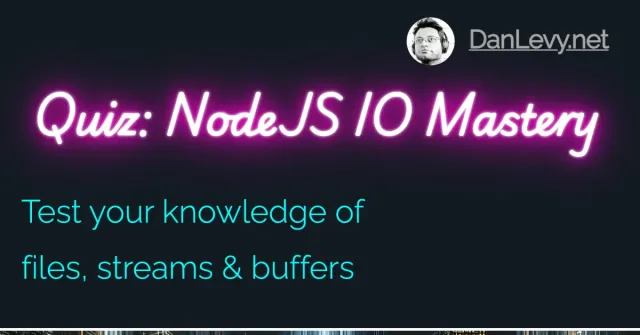 DanLevy.net
Quiz: NodeJS IO Mastery
Test your knowledge of
files, streams & buffers